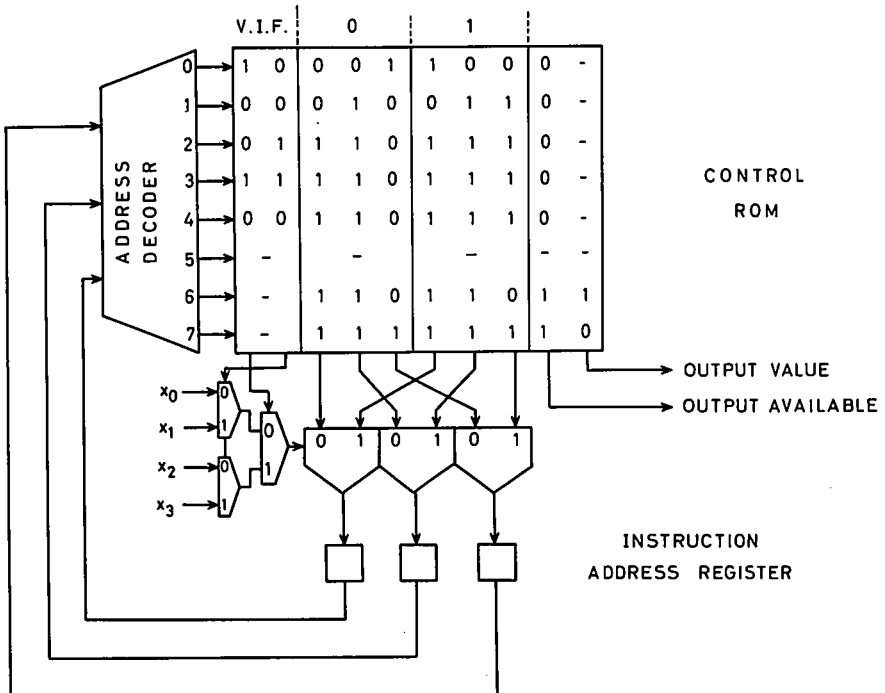 V.I.F. 0 1
0 1 0 0 0 1 1 0 0 0 -
1 0 0 0 1 0 0 1 1 0 -
2 0 1 1 1 0 1 1 1 0 -
3 1 1 1 1 0 1 1 1 0 -
4 0 0 1 1 0 1 1 1 0 -
5 - - - - -
6 - 1 1 0 1 1 0 1 1
7 - 1 1 1 1 1 1 1 0
ADDRESS
DECODER
CONTROL
ROM
OUTPUT VALUE
OUTPUT AVAILABLE
x0 0
x1 1
x2 0
x3 1
0
1
0 1 0 1 0 1
INSTRUCTION
ADDRESS REGISTER